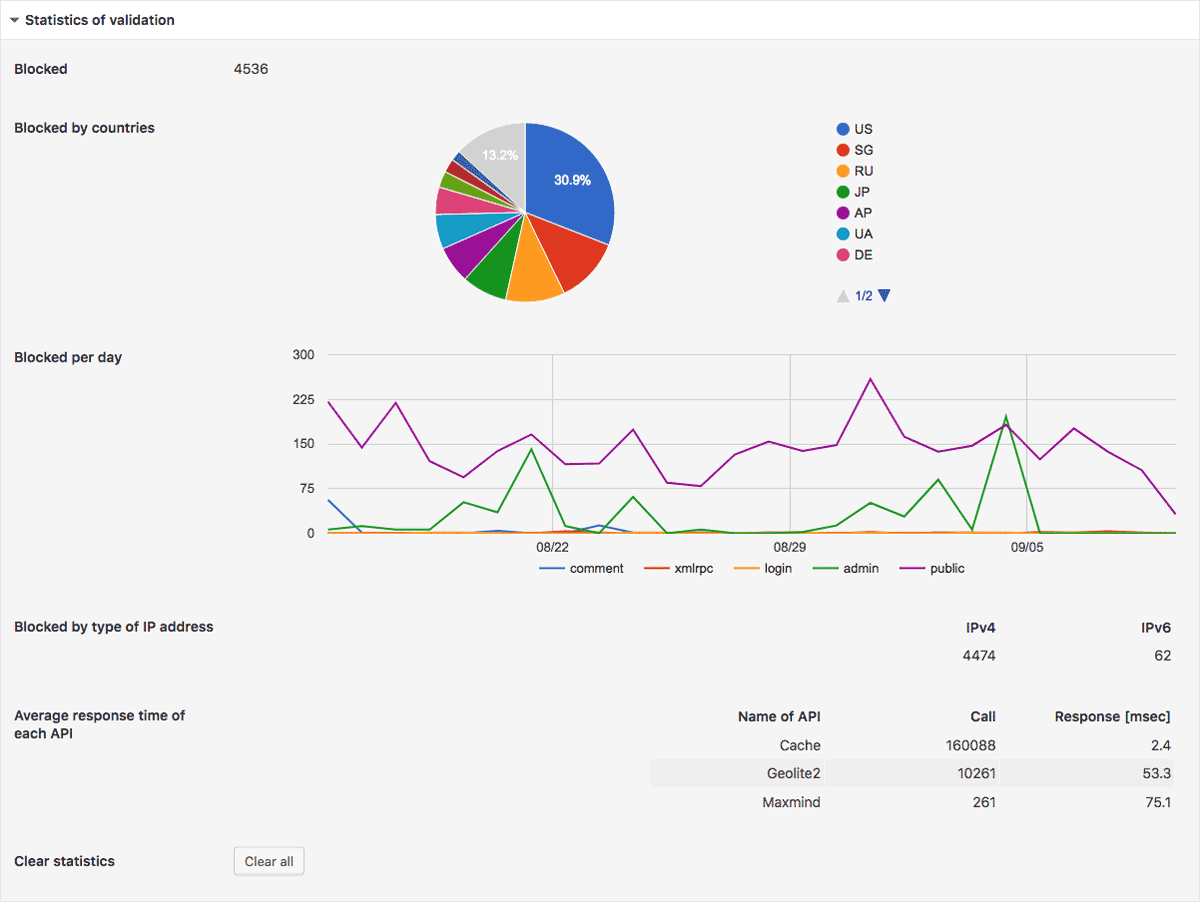 Statistics of validation
Blocked 4536
Blocked by countries
13.2%
30.9%
US
SG
RU
JP
AP
UA
DE
1/2
Blocked per day
300
225
150
75
0
08/22 08/29 09/05
comment xmlrpc login admin public
Blocked by type of IP address
IPv4 IPv6
4474 62
Average response time of
each API
Name of API Call Response [msec]
Cache 160088 2.4
Geolite2 10261 53.3
Maxmind 261 75.1
Clear statistics Clear all